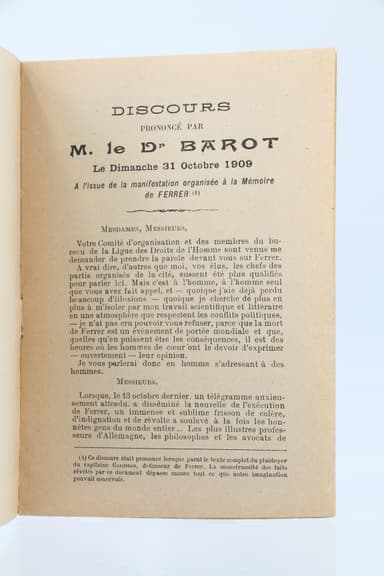 DISCOURS
PRONONCÉ PAR
M. le Dr BAROT
Le Dimanche 31 Octobre 1909
A l'issue de la manifestation organisée à la Mémoire
de FERRER (1)
MESDAMES, MESSIEURS,
Votre Comité d'organisation et des membres du bu-
reau de la Ligue des Droits de l'Homme sont venus me
demander de prendre la parole devant vous sur Ferrer.
A vrai dire, d'autres que moi, vos élus, les chefs des
partis organisés de la cité, eussent été plus qualifiés
pour parler ici. Mais c'est à l'homme, à l'homme seul
que vous avez fait appel, et — quoique j'aie déjà perdu
beaucoup d'illusions — quoique je cherche de plus en
plus à m'isoler par mon travail scientifique et littéraire
en une atmosphère que respectent les conflits politiques,
— je n'ai pas cru pouvoir vous refuser, parce que la mort
de Ferrer est un évènement de portée mondiale et que,
quelles qu'en puissent être les conséquences, il est des
heures où les hommes de cœur ont le devoir d'exprimer
— ouvertement — leur opinion.
Je vous parlerai donc en homme s'adressant à des
hommes.
MESSIEURS,
Lorsque, le 13 octobre dernier, un télégramme anxieu-
sement attendu, a disséminé la nouvelle de l'exécution
de Ferrer, un immense et sublime frisson de colère,
d'indignation et de révolte a soulevé à la fois les hon-
nêtes gens du monde entier... Les plus illustres profes-
seurs d'Allemagne, les philosophes et les avocats de
(1) Ce discours était prononcé lorsque parut le texte complet du plaidoyer
du capitaine GALCERAN, défenseur de Ferrer. La monstruosité des faits
révélés par ce document dépasse encore tout ce que notre imagination
pouvait concevoir.